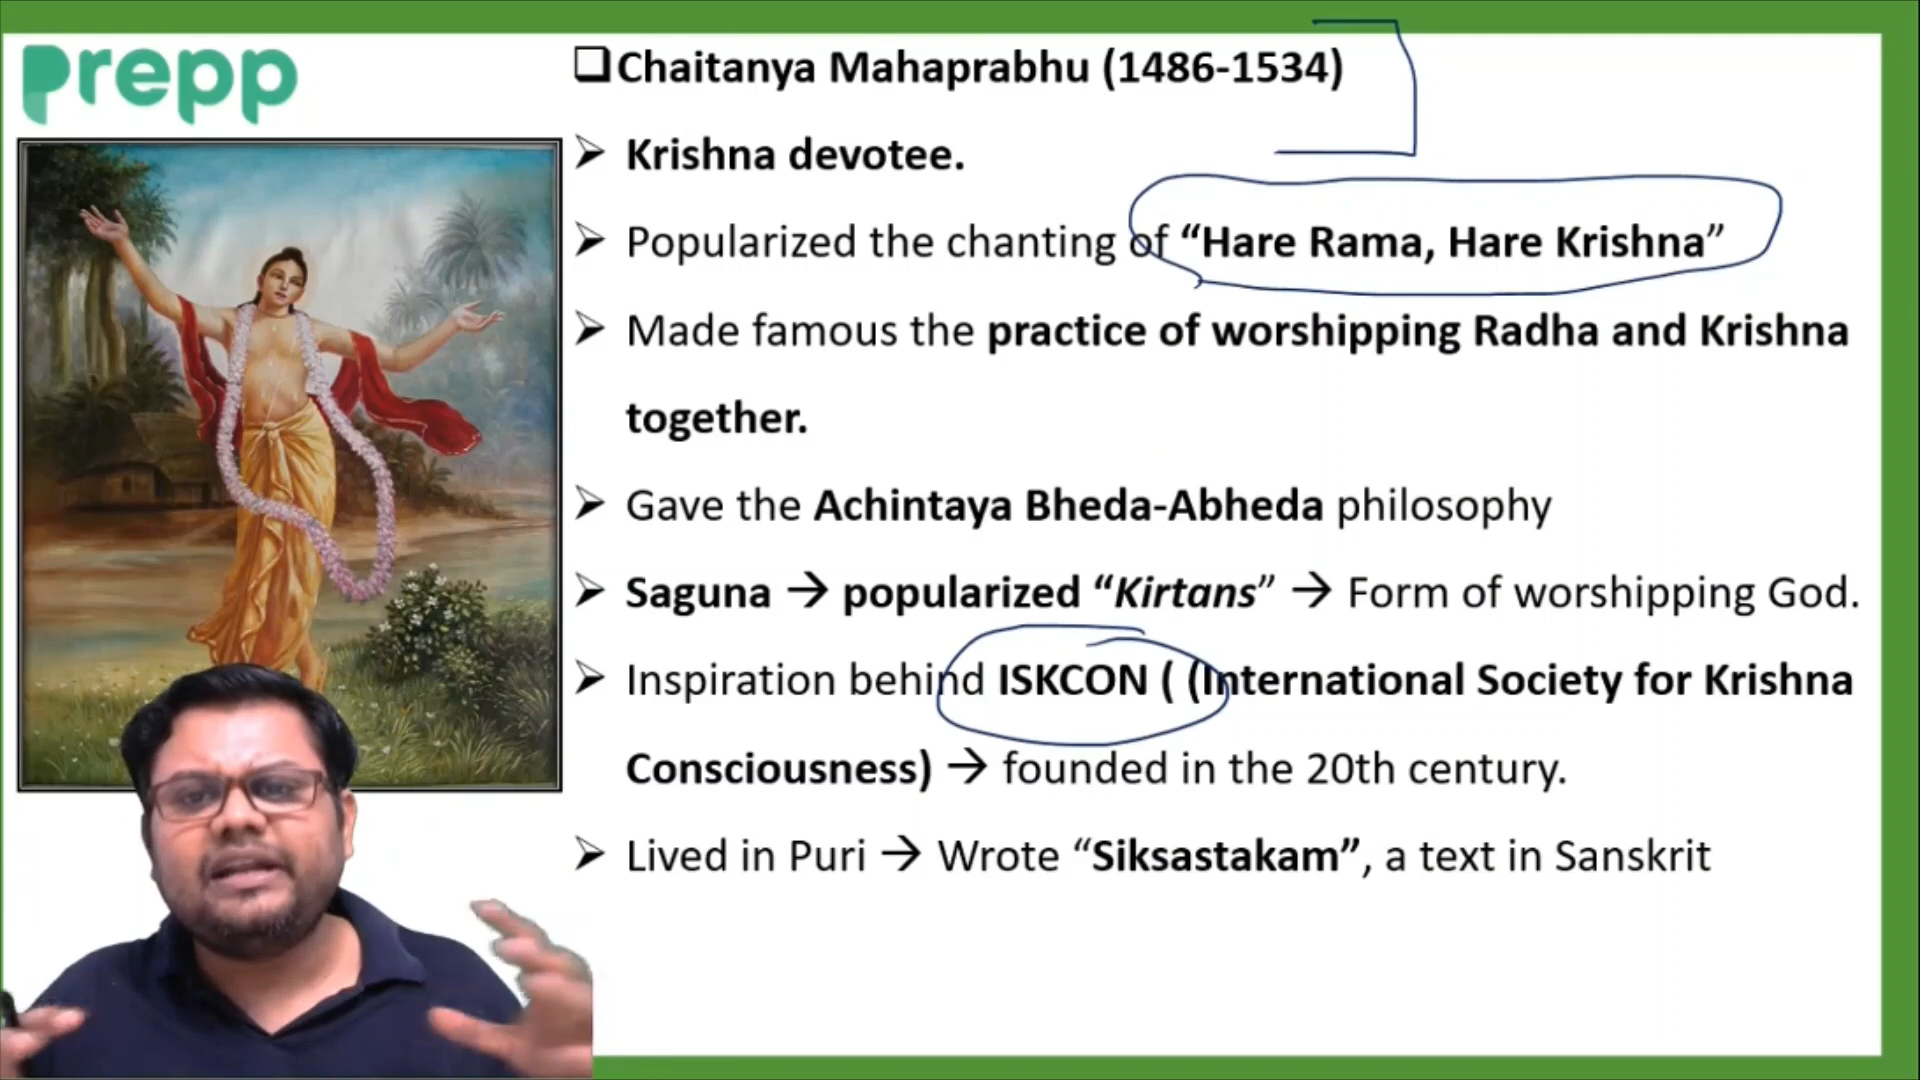 prepp
❑Chaitanya Mahaprabhu (1486-1534)
➢ Krishna devotee.
➢ Popularized the chanting of “Hare Rama, Hare Krishna”
➢ Made famous the practice of worshipping Radha and Krishna
together.
➢ Gave the Achintaya Bheda-Abheda philosophy
➢ Saguna → popularized “Kirtans” → Form of worshipping God.
➢ Inspiration behind ISKCON ( (International Society for Krishna
Consciousness) → founded in the 20th century.
➢ Lived in Puri → Wrote “Siksastakam”, a text in Sanskrit